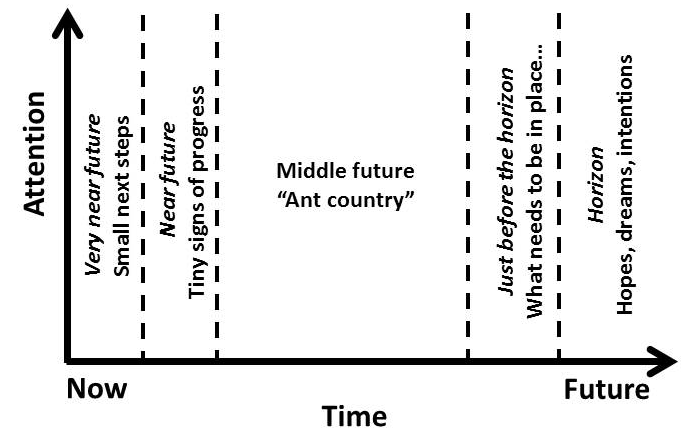 Attention
Very near future
Small next steps
Near future
Tiny signs of progress
Middle future
“Ant country”
Just before the horizon
What needs to be in place...
Horizon
Hopes, dreams, intentions
Now
Future
Time